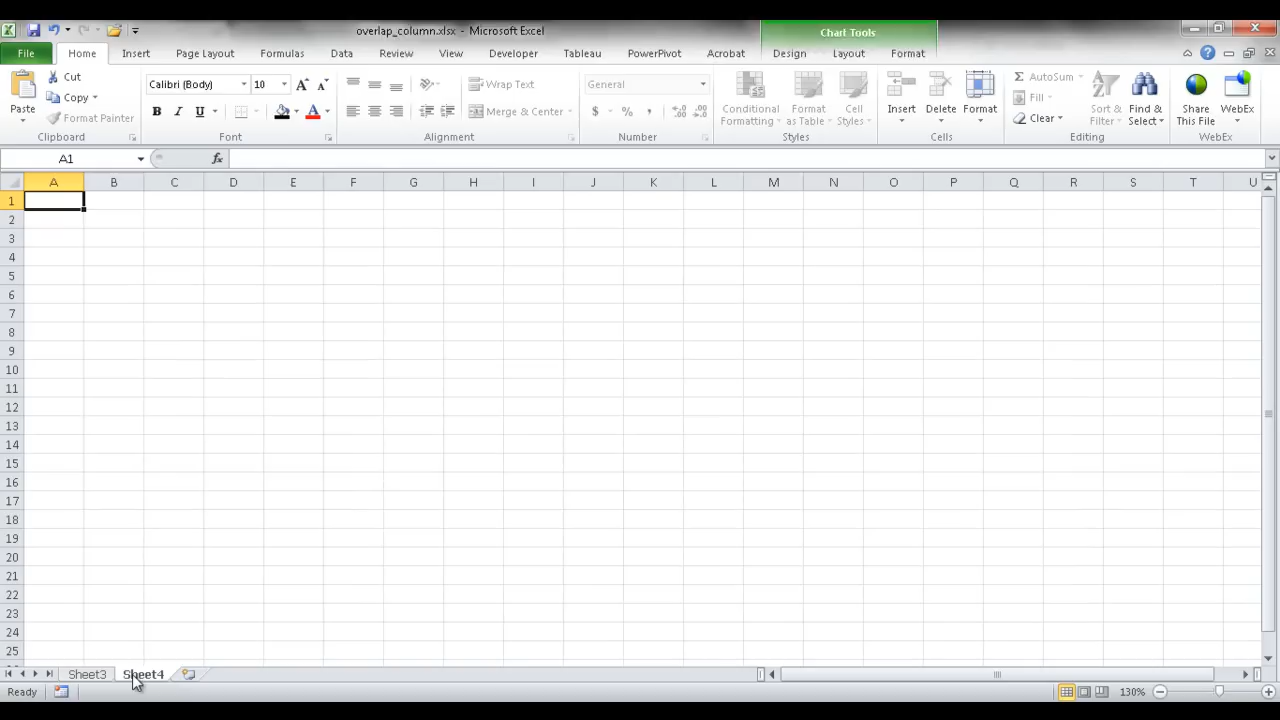 overlap_column.xlsx - Microsoft Excel
Chart Tools
File Home Insert Page Layout Formulas Data Review View Developer Tableau PowerPivot Acrobat Design Layout Format
Paste
Cut
Copy
Format Painter
Clipboard
Calibri (Body) 10
B I U A
Font
Wrap Text
Merge & Center
Alignment
General
$ % ,
Number
Conditional Formatting
Format as Table
Cell Styles
Styles
Insert
Delete
Format
Cells
AutoSum
Fill
Clear
Sort & Filter
Find & Select
Editing
Share This File
WebEx
WebEx
A1 fx
A B C D E F G H I J K L M N O P Q R S T U
1
2
3
4
5
6
7
8
9
10
11
12
13
14
15
16
17
18
19
20
21
22
23
24
25
Sheet3 Sheet4
Ready 130%